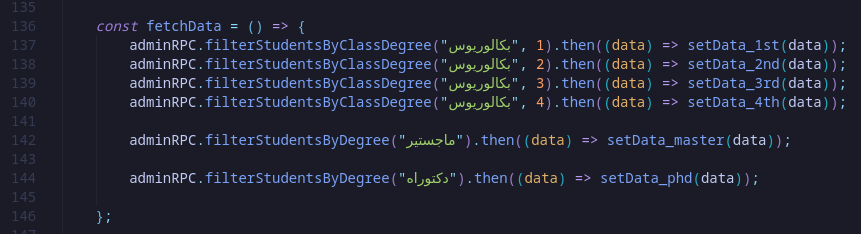 135
136 const fetchData = () => {
137 adminRPC.filterStudentsByClassDegree("بكالوريوس", 1).then((data) => setData_1st(data));
138 adminRPC.filterStudentsByClassDegree("بكالوريوس", 2).then((data) => setData_2nd(data));
139 adminRPC.filterStudentsByClassDegree("بكالوريوس", 3).then((data) => setData_3rd(data));
140 adminRPC.filterStudentsByClassDegree("بكالوريوس", 4).then((data) => setData_4th(data));
141
142 adminRPC.filterStudentsByDegree("ماجستير").then((data) => setData_master(data));
143
144 adminRPC.filterStudentsByDegree("دكتوراه").then((data) => setData_phd(data));
145
146 };